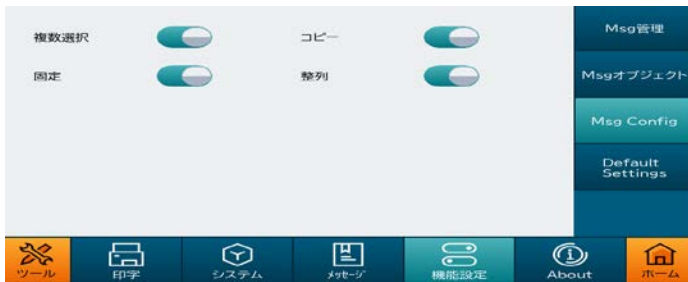 複数選択 コピー
固定 整列
Msg管理
Msgオブジェクト
Msg Config
Default
Settings
ツール 印字 システム メッセージ 機能設定 About ホーム